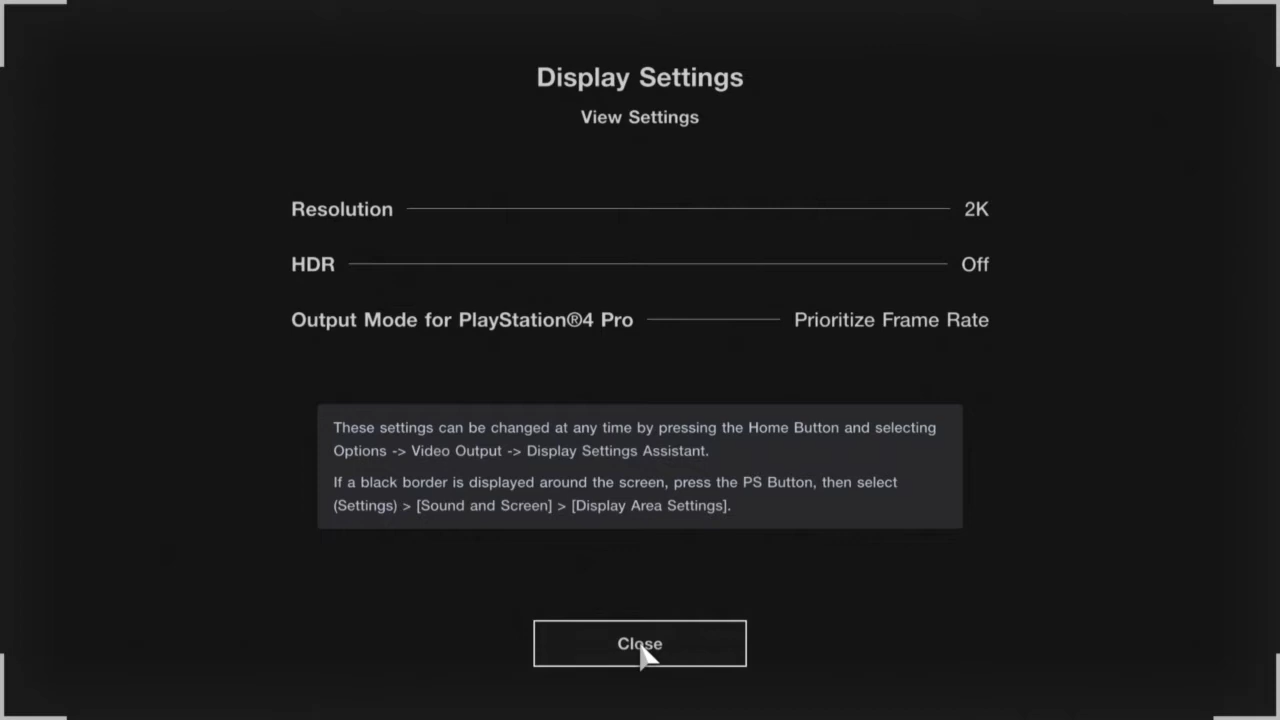 Display Settings
View Settings
Resolution 2K
HDR Off
Output Mode for PlayStation®4 Pro Prioritize Frame Rate
These settings can be changed at any time by pressing the Home Button and selecting
Options -> Video Output -> Display Settings Assistant.
If a black border is displayed around the screen, press the PS Button, then select
(Settings) > [Sound and Screen] > [Display Area Settings].
Close